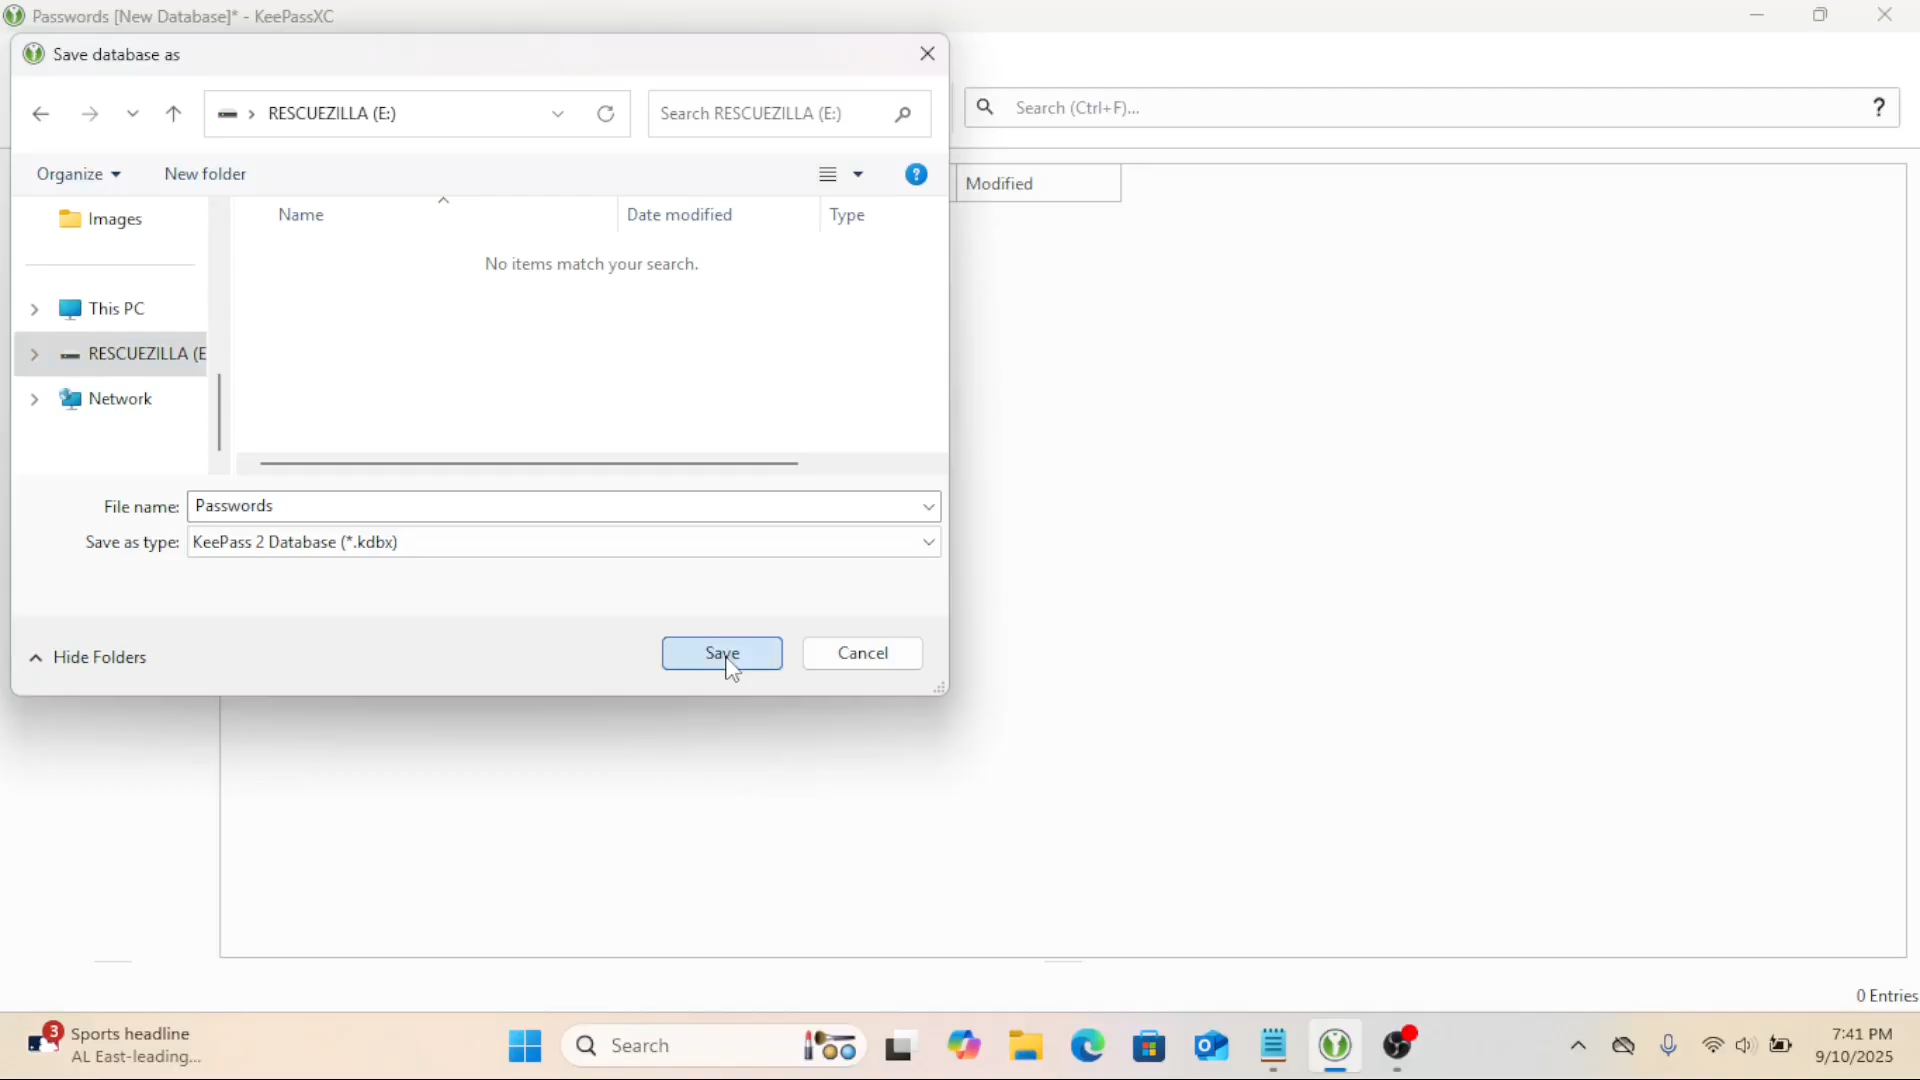 Passwords [New Database]* - KeePassXC
Save database as
RESCUEZILLA (E:)
Search RESCUEZILLA (E:)
Search (Ctrl+F)...
?
Organize
New folder
?
Images
Name
Date modified
Type
Modified
No items match your search.
This PC
RESCUEZILLA (E
Network
File name:
Passwords
Save as type:
KeePass 2 Database (*.kdbx)
Hide Folders
Save
Cancel
0 Entries
3
Sports headline
AL East-leading...
Search
7:41 PM
9/10/2025